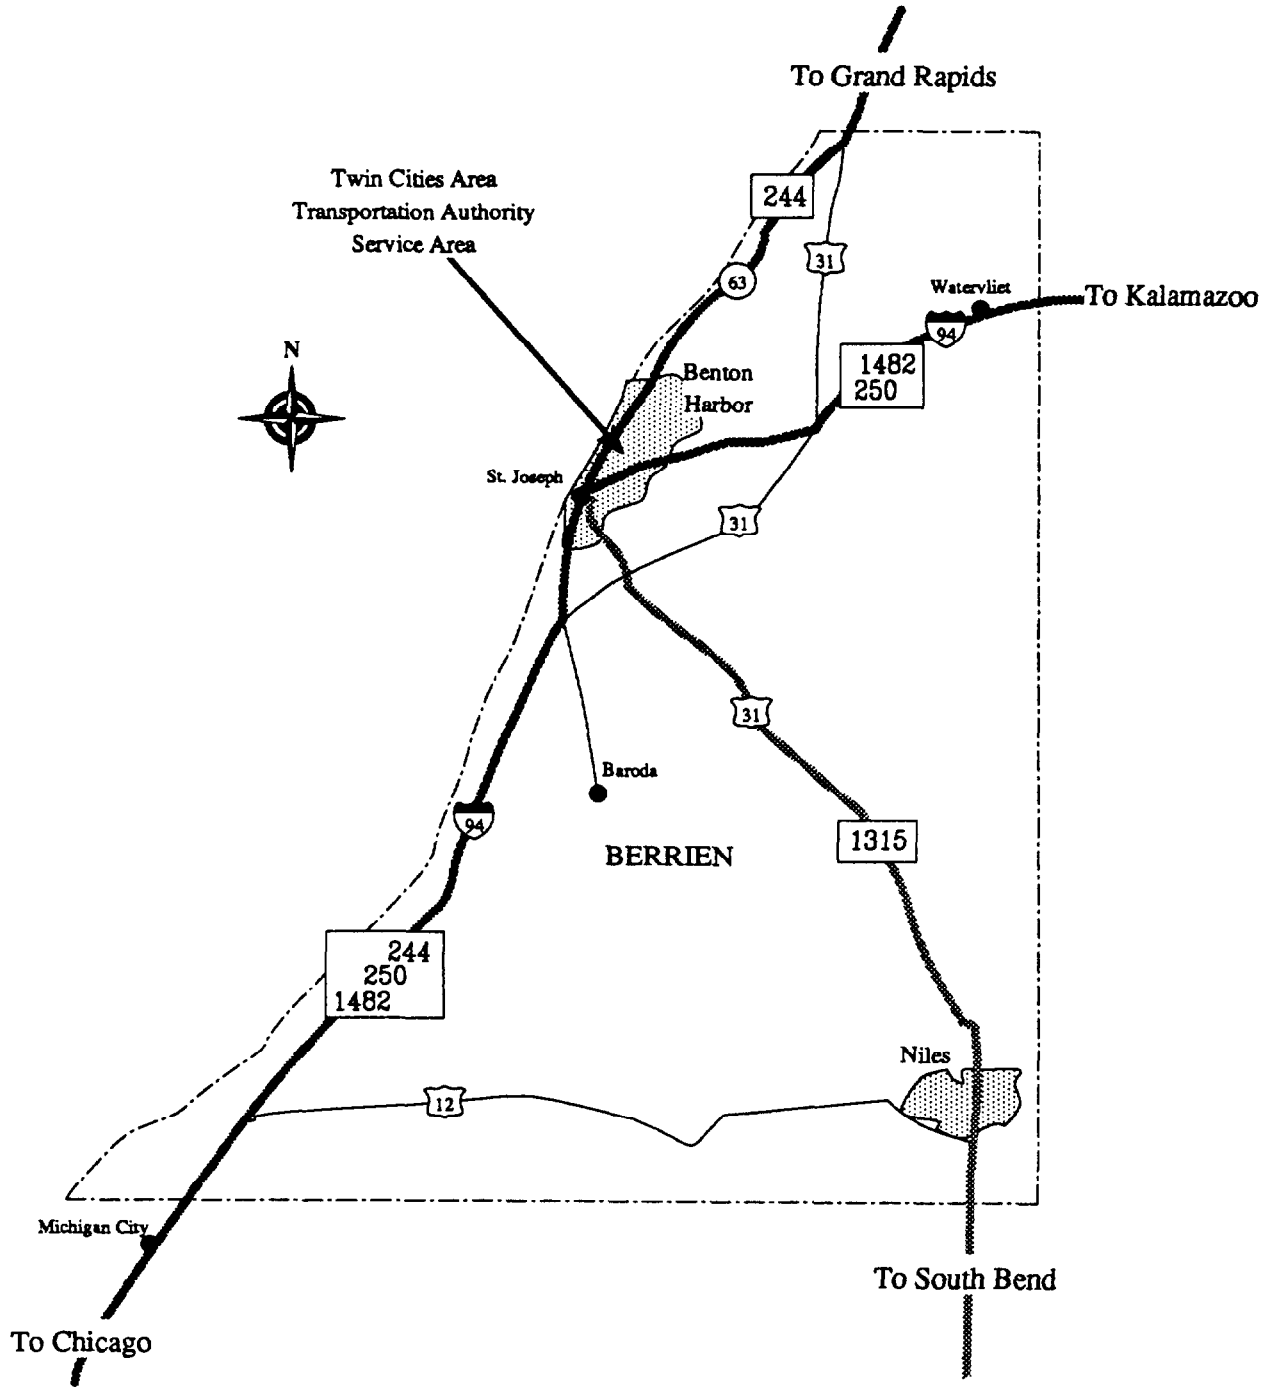 To Grand Rapids
Twin Cities Area
Transportation Authority
Service Area
244
31
63
Watervliet
To Kalamazoo
94
N
1482
250
Benton
Harbor
St. Joseph
31
31
Baroda
94
1315
BERRIEN
244
250
1482
Niles
12
Michigan City
To South Bend
To Chicago